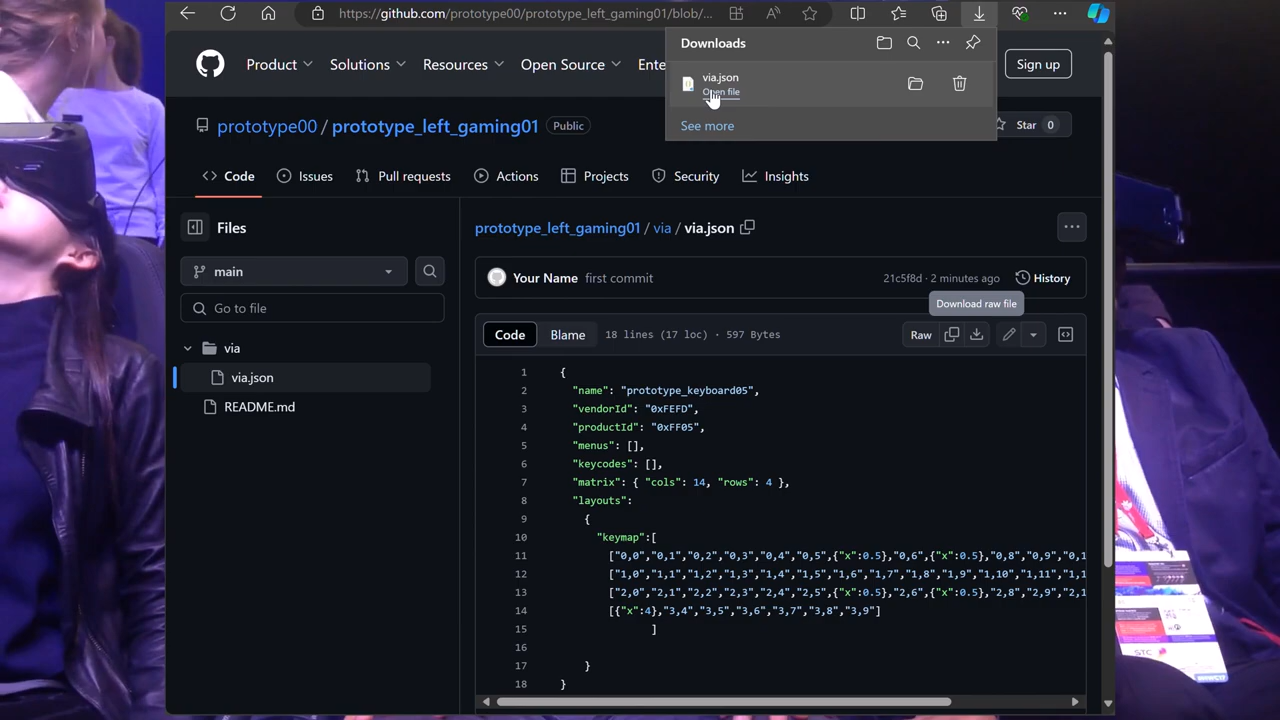 https://github.com/prototype00/prototype_left_gaming01/blob/...
Product
Solutions
Resources
Open Source
Ente
Sign up
Downloads
via.json
Open file
See more
prototype00 / prototype_left_gaming01
Public
Star 0
Code
Issues
Pull requests
Actions
Projects
Security
Insights
Files
main
Go to file
via
via.json
README.md
prototype_left_gaming01 / via / via.json
Your Name first commit
21c5f8d · 2 minutes ago
History
Download raw file
Code
Blame
18 lines (17 loc) · 597 Bytes
Raw
1 {
2 "name": "prototype_keyboard05",
3 "vendorId": "0xFEFD",
4 "productId": "0xFF05",
5 "menus": [],
6 "keycodes": [],
7 "matrix": { "cols": 14, "rows": 4 },
8 "layouts":
9 {
10 "keymap":[
11 ["0,0","0,1","0,2","0,3","0,4","0,5",{"x":0.5},"0,6",{"x":0.5},"0,8","0,9","0,1
12 ["1,0","1,1","1,2","1,3","1,4","1,5","1,6","1,7","1,8","1,9","1,10","1,11","1,1
13 ["2,0","2,1","2,2","2,3","2,4","2,5",{"x":0.5},"2,6",{"x":0.5},"2,8","2,9","2,1
14 [{"x":4},"3,4","3,5","3,6","3,7","3,8","3,9"]
15 ]
16
17 }
18 }
STC